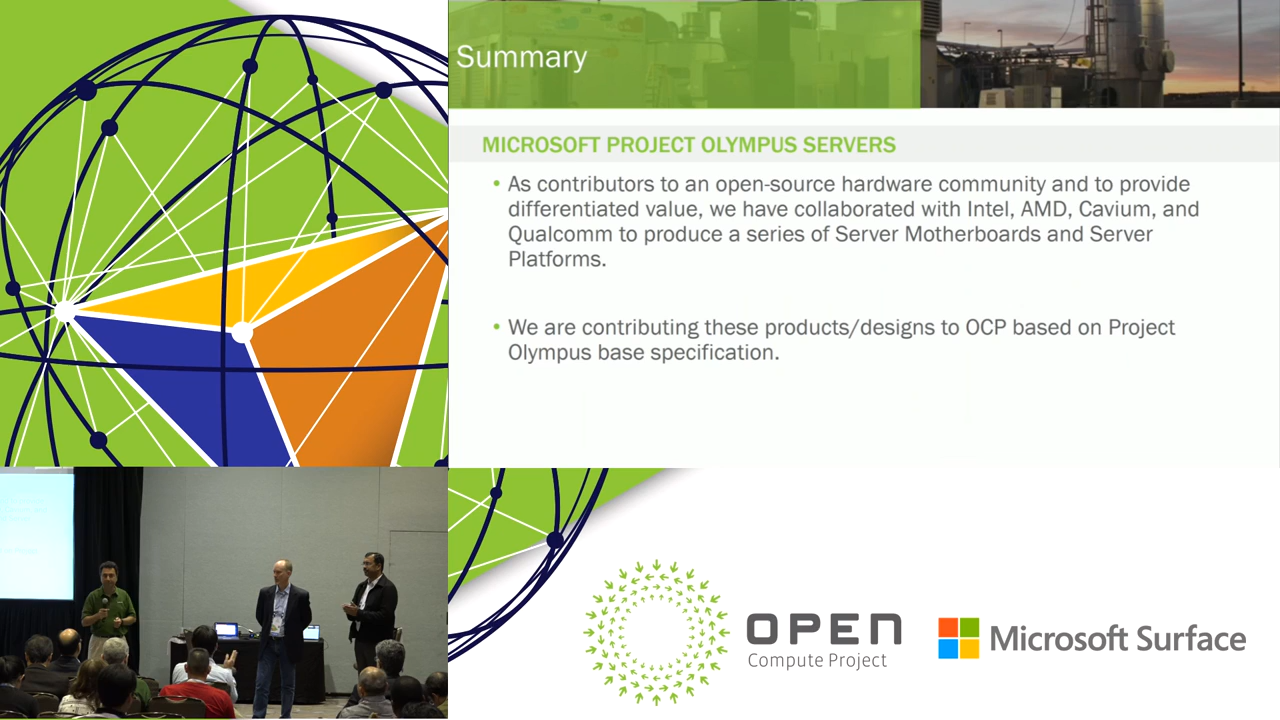 Summary
MICROSOFT PROJECT OLYMPUS SERVERS
• As contributors to an open-source hardware community and to provide
differentiated value, we have collaborated with Intel, AMD, Cavium, and
Qualcomm to produce a series of Server Motherboards and Server
Platforms.
• We are contributing these products/designs to OCP based on Project
Olympus base specification.
OPEN
Compute Project
Microsoft Surface